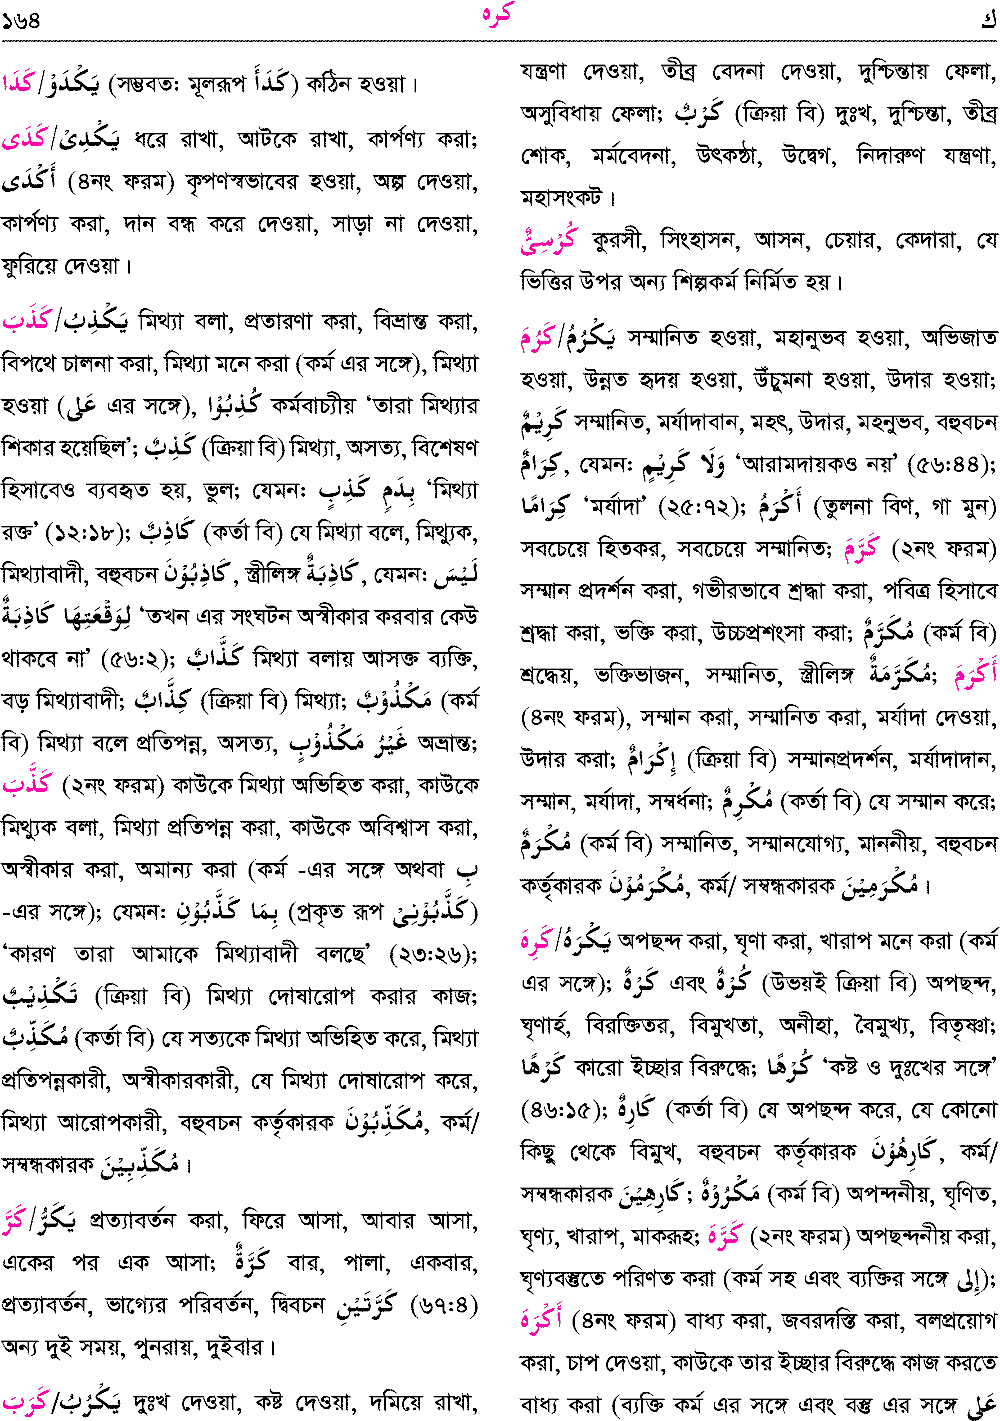 ১৬৪ كره ك
كَدَا/يَكْدُوْ (সম্ভবতঃ মূলরূপ كَدَأَ) কঠিন হওয়া।
كَدَى/يَكْدِيْ ধরে রাখা, আটকে রাখা, কার্পণ্য করা;
أَكْدَى (৪নং ফরম) কৃপণস্বভাবের হওয়া, অল্প দেওয়া,
কার্পণ্য করা, দান বন্ধ করে দেওয়া, সাড়া না দেওয়া,
ফুরিয়ে দেওয়া।
كَذَبَ/يَكْذِبُ মিথ্যা বলা, প্রতারণা করা, বিভ্রান্ত করা,
বিপথে চালনা করা, মিথ্যা মনে করা (কর্ম এর সঙ্গে), মিথ্যা
হওয়া (عَلى এর সঙ্গে), كُذِبُوْا কর্মবাচ্যীয় ‘তারা মিথ্যার
শিকার হয়েছিল’; كَذِبٌ (ক্রিয়া বি) মিথ্যা, অসত্য, বিশেষণ
হিসাবেও ব্যবহৃত হয়, ভুল; যেমনঃ بِدَمٍ كَذِبٍ ‘মিথ্যা
রক্ত’ (১২:১৮); كَاذِبٌ (কর্তা বি) যে মিথ্যা বলে, মিথ্যুক,
মিথ্যাবাদী, বহুবচন كَاذِبُوْنَ, স্ত্রীলিঙ্গ كَاذِبَةٌ, যেমনঃ لَيْسَ
لِوَقْعَتِهَا كَاذِبَةٌ ‘তখন এর সংঘটন অস্বীকার করবার কেউ
থাকবে না’ (৫৬:২); كَذَّابٌ মিথ্যা বলায় আসক্ত ব্যক্তি,
বড় মিথ্যাবাদী; كِذَّابٌ (ক্রিয়া বি) মিথ্যা; مَكْذُوْبٌ (কর্ম
বি) মিথ্যা বলে প্রতিপন্ন, অসত্য, غَيْرُ مَكْذُوْبٍ অভ্রান্ত;
كَذَّبَ (২নং ফরম) কাউকে মিথ্যা অভিহিত করা, কাউকে
মিথ্যুক বলা, মিথ্যা প্রতিপন্ন করা, কাউকে অবিশ্বাস করা,
অস্বীকার করা, অমান্য করা (কর্ম -এর সঙ্গে অথবা بِ
-এর সঙ্গে); যেমনঃ بِمَا كَذَّبُوْنِ (প্রকৃত রূপ كَذَّبُوْنِيْ)
‘কারণ তারা আমাকে মিথ্যাবাদী বলছে’ (২৩:২৬);
تَكْذِيْبٌ (ক্রিয়া বি) মিথ্যা দোষারোপ করার কাজ;
مُكَذِّبٌ (কর্তা বি) যে সত্যকে মিথ্যা অভিহিত করে, মিথ্যা
প্রতিপন্নকারী, অস্বীকারকারী, যে মিথ্যা দোষারোপ করে,
মিথ্যা আরোপকারী, বহুবচন কর্তৃকারক مُكَذِّبُوْنَ, কর্ম/
সম্বন্ধকারক مُكَذِّبِيْنَ।
كَرَّ/يَكَرُّ প্রত্যাবর্তন করা, ফিরে আসা, আবার আসা,
একের পর এক আসা; كَرَّةٌ বার, পালা, একবার,
প্রত্যাবর্তন, ভাগ্যের পরিবর্তন, দ্বিবচন كَرَّتَيْنِ (৬৭:৪)
অন্য দুই সময়, পুনরায়, দুইবার।
كَرَبَ/يَكْرُبُ দুঃখ দেওয়া, কষ্ট দেওয়া, দমিয়ে রাখা,
যন্ত্রণা দেওয়া, তীব্র বেদনা দেওয়া, দুশ্চিন্তায় ফেলা,
অসুবিধায় ফেলা; كَرْبٌ (ক্রিয়া বি) দুঃখ, দুশ্চিন্তা, তীব্র
শোক, মর্মবেদনা, উৎকণ্ঠা, উদ্বেগ, নিদারুণ যন্ত্রণা,
মহাসংকট।
كُرْسِيٌّ কুরসী, সিংহাসন, আসন, চেয়ার, কেদারা, যে
ভিত্তির উপর অন্য শিল্পকর্ম নির্মিত হয়।
كَرُمَ/يَكْرُمُ সম্মানিত হওয়া, মহানুভব হওয়া, অভিজাত
হওয়া, উন্নত হৃদয় হওয়া, উঁচুমনা হওয়া, উদার হওয়া;
كَرِيْمٌ সম্মানিত, মর্যাদাবান, মহৎ, উদার, মহনুভব, বহুবচন
كِرَامٌ, যেমনঃ وَلَا كَرِيْمٍ ‘আরামদায়কও নয়’ (৫৬:৪৪);
كِرَامًا ‘মর্যাদা’ (২৫:৭২); أَكْرَمُ (তুলনা বিণ, গা মুন)
সবচেয়ে হিতকর, সবচেয়ে সম্মানিত; كَرَّمَ (২নং ফরম)
সম্মান প্রদর্শন করা, গভীরভাবে শ্রদ্ধা করা, পবিত্র হিসাবে
শ্রদ্ধা করা, ভক্তি করা, উচ্চপ্রশংসা করা; مُكَرَّمٌ (কর্ম বি)
শ্রদ্ধেয়, ভক্তিভাজন, সম্মানিত, স্ত্রীলিঙ্গ مُكَرَّمَةٌ; أَكْرَمَ
(৪নং ফরম), সম্মান করা, সম্মানিত করা, মর্যাদা দেওয়া,
উদার করা; إِكْرَامٌ (ক্রিয়া বি) সম্মানপ্রদর্শন, মর্যাদাদান,
সম্মান, মর্যাদা, সম্বর্ধনা; مُكْرِمٌ (কর্তা বি) যে সম্মান করে;
مُكْرَمٌ (কর্ম বি) সম্মানিত, সম্মানযোগ্য, মাননীয়, বহুবচন
কর্তৃকারক مُكْرَمُوْنَ, কর্ম/ সম্বন্ধকারক مُكْرَمِيْنَ।
كَرِهَ/يَكْرَهُ অপছন্দ করা, ঘৃণা করা, খারাপ মনে করা (কর্ম
এর সঙ্গে); كَرْهٌ এবং كُرْهٌ (উভয়ই ক্রিয়া বি) অপছন্দ,
ঘৃণার্হ, বিরক্তিতর, বিমুখতা, অনীহা, বৈমুখ্য, বিতৃষ্ণা;
كَرْهًا কারো ইচ্ছার বিরুদ্ধে; كُرْهًا ‘কষ্ট ও দুঃখের সঙ্গে’
(৪৬:১৫); كَارِهٌ (কর্তা বি) যে অপছন্দ করে, যে কোনো
কিছু থেকে বিমুখ, বহুবচন কর্তৃকারক كَارِهُوْنَ, কর্ম/
সম্বন্ধকারক كَارِهِيْنَ; مَكْرُوْهٌ (কর্ম বি) অপন্দনীয়, ঘৃণিত,
ঘৃণ্য, খারাপ, মাকরূহ; كَرَّهَ (২নং ফরম) অপছন্দনীয় করা,
ঘৃণ্যবস্তুতে পরিণত করা (কর্ম সহ এবং ব্যক্তির সঙ্গে إِلى);
أَكْرَهَ (৪নং ফরম) বাধ্য করা, জবরদস্তি করা, বলপ্রয়োগ
করা, চাপ দেওয়া, কাউকে তার ইচ্ছার বিরুদ্ধে কাজ করতে
বাধ্য করা (ব্যক্তি কর্ম এর সঙ্গে এবং বস্তু এর সঙ্গে عَلى